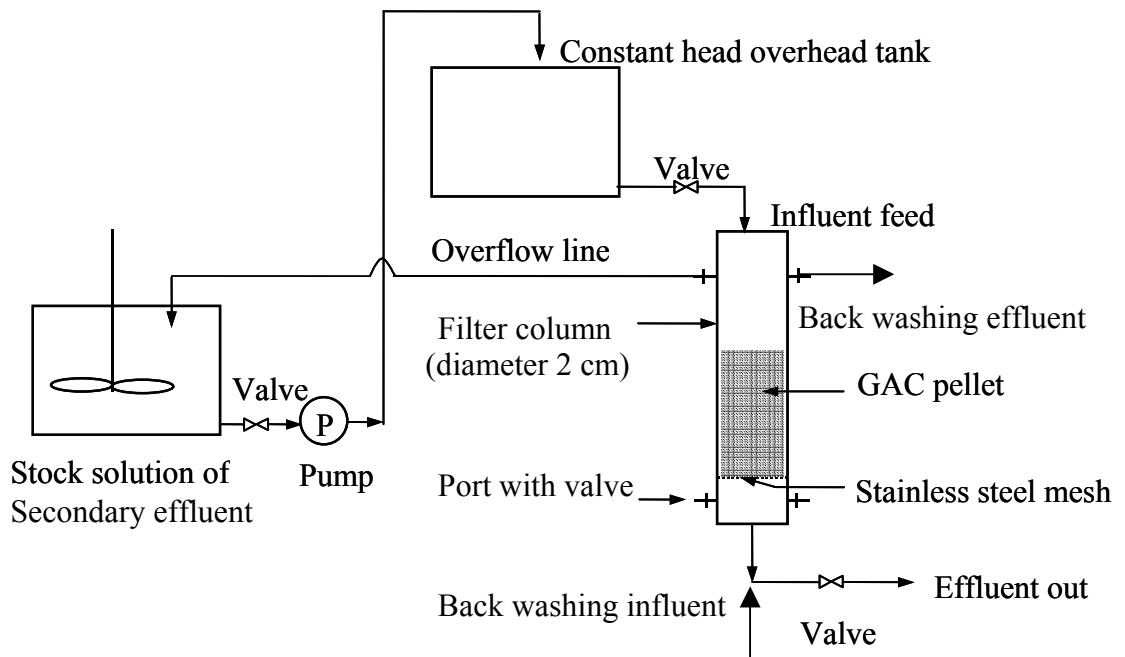 Constant head overhead tank
Valve
Influent feed
Overflow line
Back washing effluent
Filter column
(diameter 2 cm)
GAC pellet
Valve
P
Pump
Stock solution of
Secondary effluent
Port with valve
Stainless steel mesh
Effluent out
Back washing influent
Valve